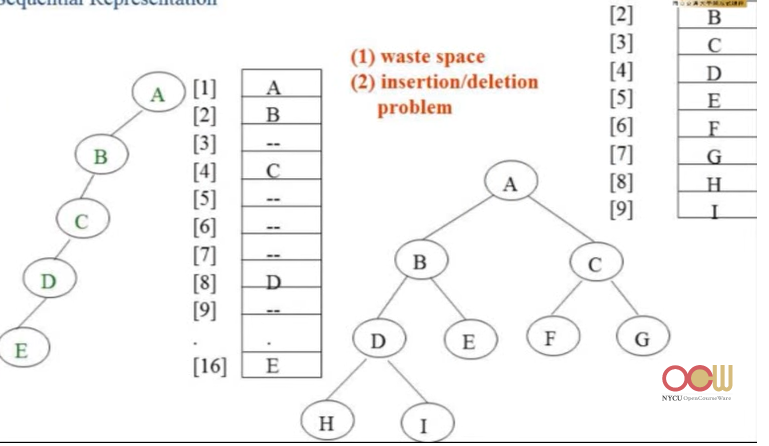 Sequential Representation
(1) waste space
(2) insertion/deletion
problem
A
B
C
D
E
[1] A
[2] B
[3] --
[4] C
[5] --
[6] --
[7] --
[8] D
[9] --
. .
[16] E
[2] B
[3] C
[4] D
[5] E
[6] F
[7] G
[8] H
[9] I
A
B C
D E F G
H I
OCW
NYCU OpenCourseWare